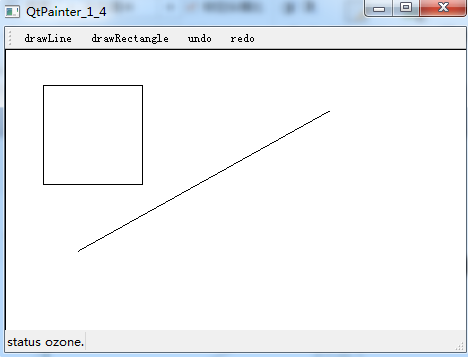 QtPainter_1_4
drawLine drawRectangle undo redo
status ozone.